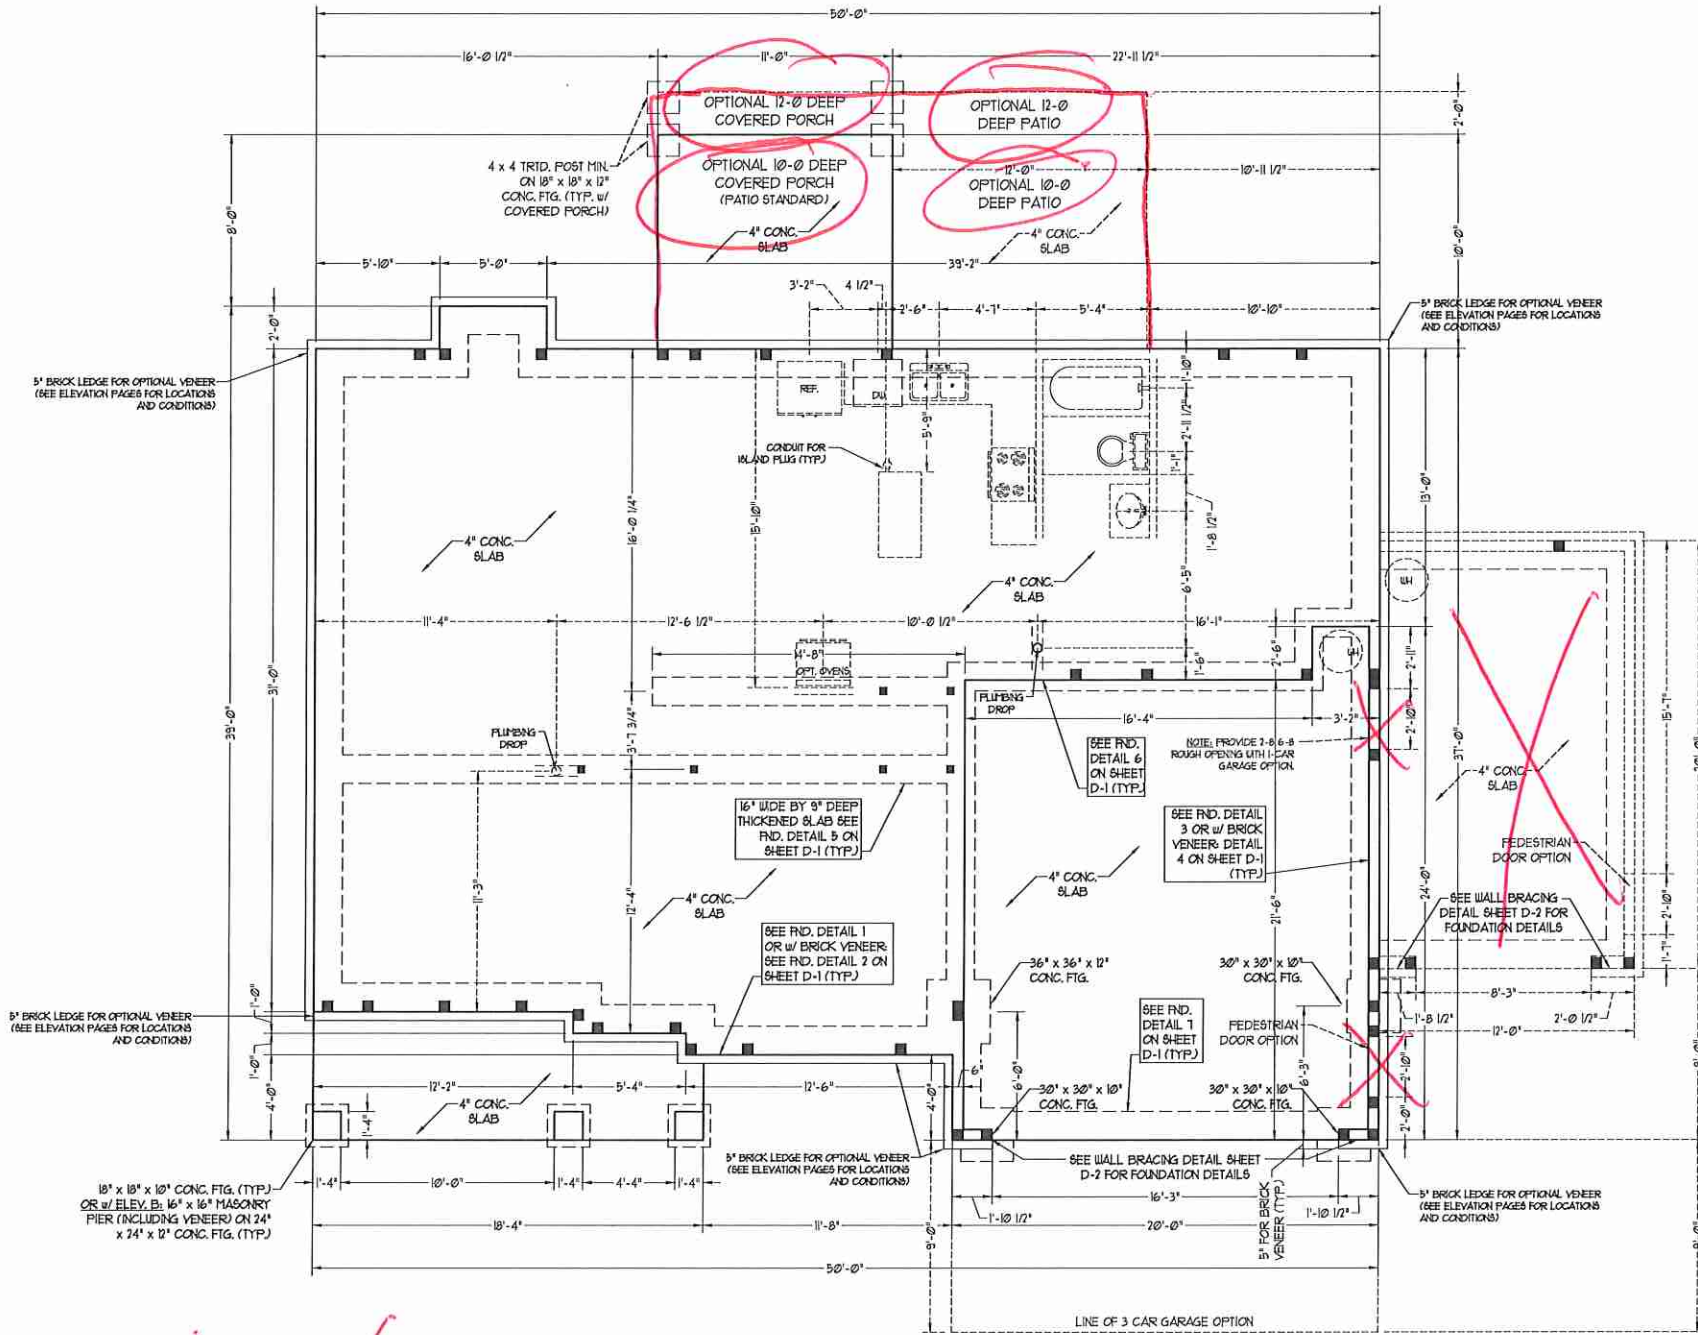 50'-0"
16'-0 1/2"
11'-0"
22'-11 1/2"
OPTIONAL 12-0 DEEP
COVERED PORCH
OPTIONAL 12-0
DEEP PATIO
2'-0"
4 x 4 TRTD. POST MIN.
ON 18" x 18" x 12"
CONC. FTG. (TYP. w/
COVERED PORCH)
OPTIONAL 10-0 DEEP
COVERED PORCH
(PATIO STANDARD)
12'-0"
10'-11 1/2"
OPTIONAL 10-0
DEEP PATIO
8'-0"
4" CONC.
SLAB
4" CONC.
SLAB
10'-0"
5'-10"
5'-0"
39'-2"
3'-2"
4 1/2"
2'-6"
4'-7"
5'-4"
10'-10"
5" BRICK LEDGE FOR OPTIONAL VENEER
(SEE ELEVATION PAGES FOR LOCATIONS
AND CONDITIONS)
2'-0"
5" BRICK LEDGE FOR OPTIONAL VENEER
(SEE ELEVATION PAGES FOR LOCATIONS
AND CONDITIONS)
REF.
DW
1'-10"
2'-11 1/2"
5'-9"
CONDUIT FOR
ISLAND PLUG (TYP.)
1'-1"
13'-0"
16'-0 1/4"
15'-10"
1'-8 1/2"
4" CONC.
SLAB
4" CONC.
SLAB
6'-5"
WH
11'-4"
12'-6 1/2"
10'-0 1/2"
16'-1"
14'-8"
OPT. OVENS
1'-6"
2'-6"
2'-11"
31'-0"
39'-0"
PLUMBING
DROP
16'-4"
3'-2"
2'-10"
15'-7"
3'-7 3/4"
PLUMBING
DROP
SEE FND.
DETAIL 6
ON SHEET
D-1 (TYP.)
NOTE: PROVIDE 2-8 6-8
ROUGH OPENING WITH 1-CAR
GARAGE OPTION.
37'-0"
4" CONC.
SLAB
16" WIDE BY 9" DEEP
THICKENED SLAB SEE
FND. DETAIL 5 ON
SHEET D-1 (TYP.)
SEE FND. DETAIL
3 OR w/ BRICK
VENEER: DETAIL
4 ON SHEET D-1
(TYP.)
PEDESTRIAN
DOOR OPTION
11'-3"
12'-4"
4" CONC.
SLAB
4" CONC.
SLAB
21'-6"
24'-0"
2'-10"
SEE WALL BRACING
DETAIL SHEET D-2 FOR
FOUNDATION DETAILS
SEE FND. DETAIL 1
OR w/ BRICK VENEER:
SEE FND. DETAIL 2 ON
SHEET D-1 (TYP.)
1'-7"
36" x 36" x 12"
CONC. FTG.
30" x 30" x 10"
CONC. FTG.
8'-3"
1'-8 1/2"
2'-0 1/2"
12'-0"
5" BRICK LEDGE FOR OPTIONAL VENEER
(SEE ELEVATION PAGES FOR LOCATIONS
AND CONDITIONS)
1'-0"
1'-0"
SEE FND.
DETAIL 7
ON SHEET
D-1 (TYP.)
PEDESTRIAN
DOOR OPTION
12'-2"
5'-4"
12'-6"
6"
6'-0"
6'-3"
2'-10"
4'-0"
4" CONC.
SLAB
1'-4"
4'-0"
30" x 30" x 10"
CONC. FTG.
30" x 30" x 10"
CONC. FTG.
2'-0"
5" BRICK LEDGE FOR OPTIONAL VENEER
(SEE ELEVATION PAGES FOR LOCATIONS
AND CONDITIONS)
SEE WALL BRACING DETAIL SHEET
D-2 FOR FOUNDATION DETAILS
18" x 18" x 10" CONC. FTG. (TYP.)
OR w/ ELEV. B: 16" x 16" MASONRY
PIER (INCLUDING VENEER) ON 24"
x 24" x 12" CONC. FTG. (TYP.)
1'-4"
10'-0"
1'-4"
4'-4"
1'-4"
16'-3"
1'-10 1/2"
1'-10 1/2"
5" FOR BRICK
VENEER (TYP.)
5" BRICK LEDGE FOR OPTIONAL VENEER
(SEE ELEVATION PAGES FOR LOCATIONS
AND CONDITIONS)
18'-4"
11'-8"
20'-0"
9'-0"
50'-0"
LINE OF 3 CAR GARAGE OPTION